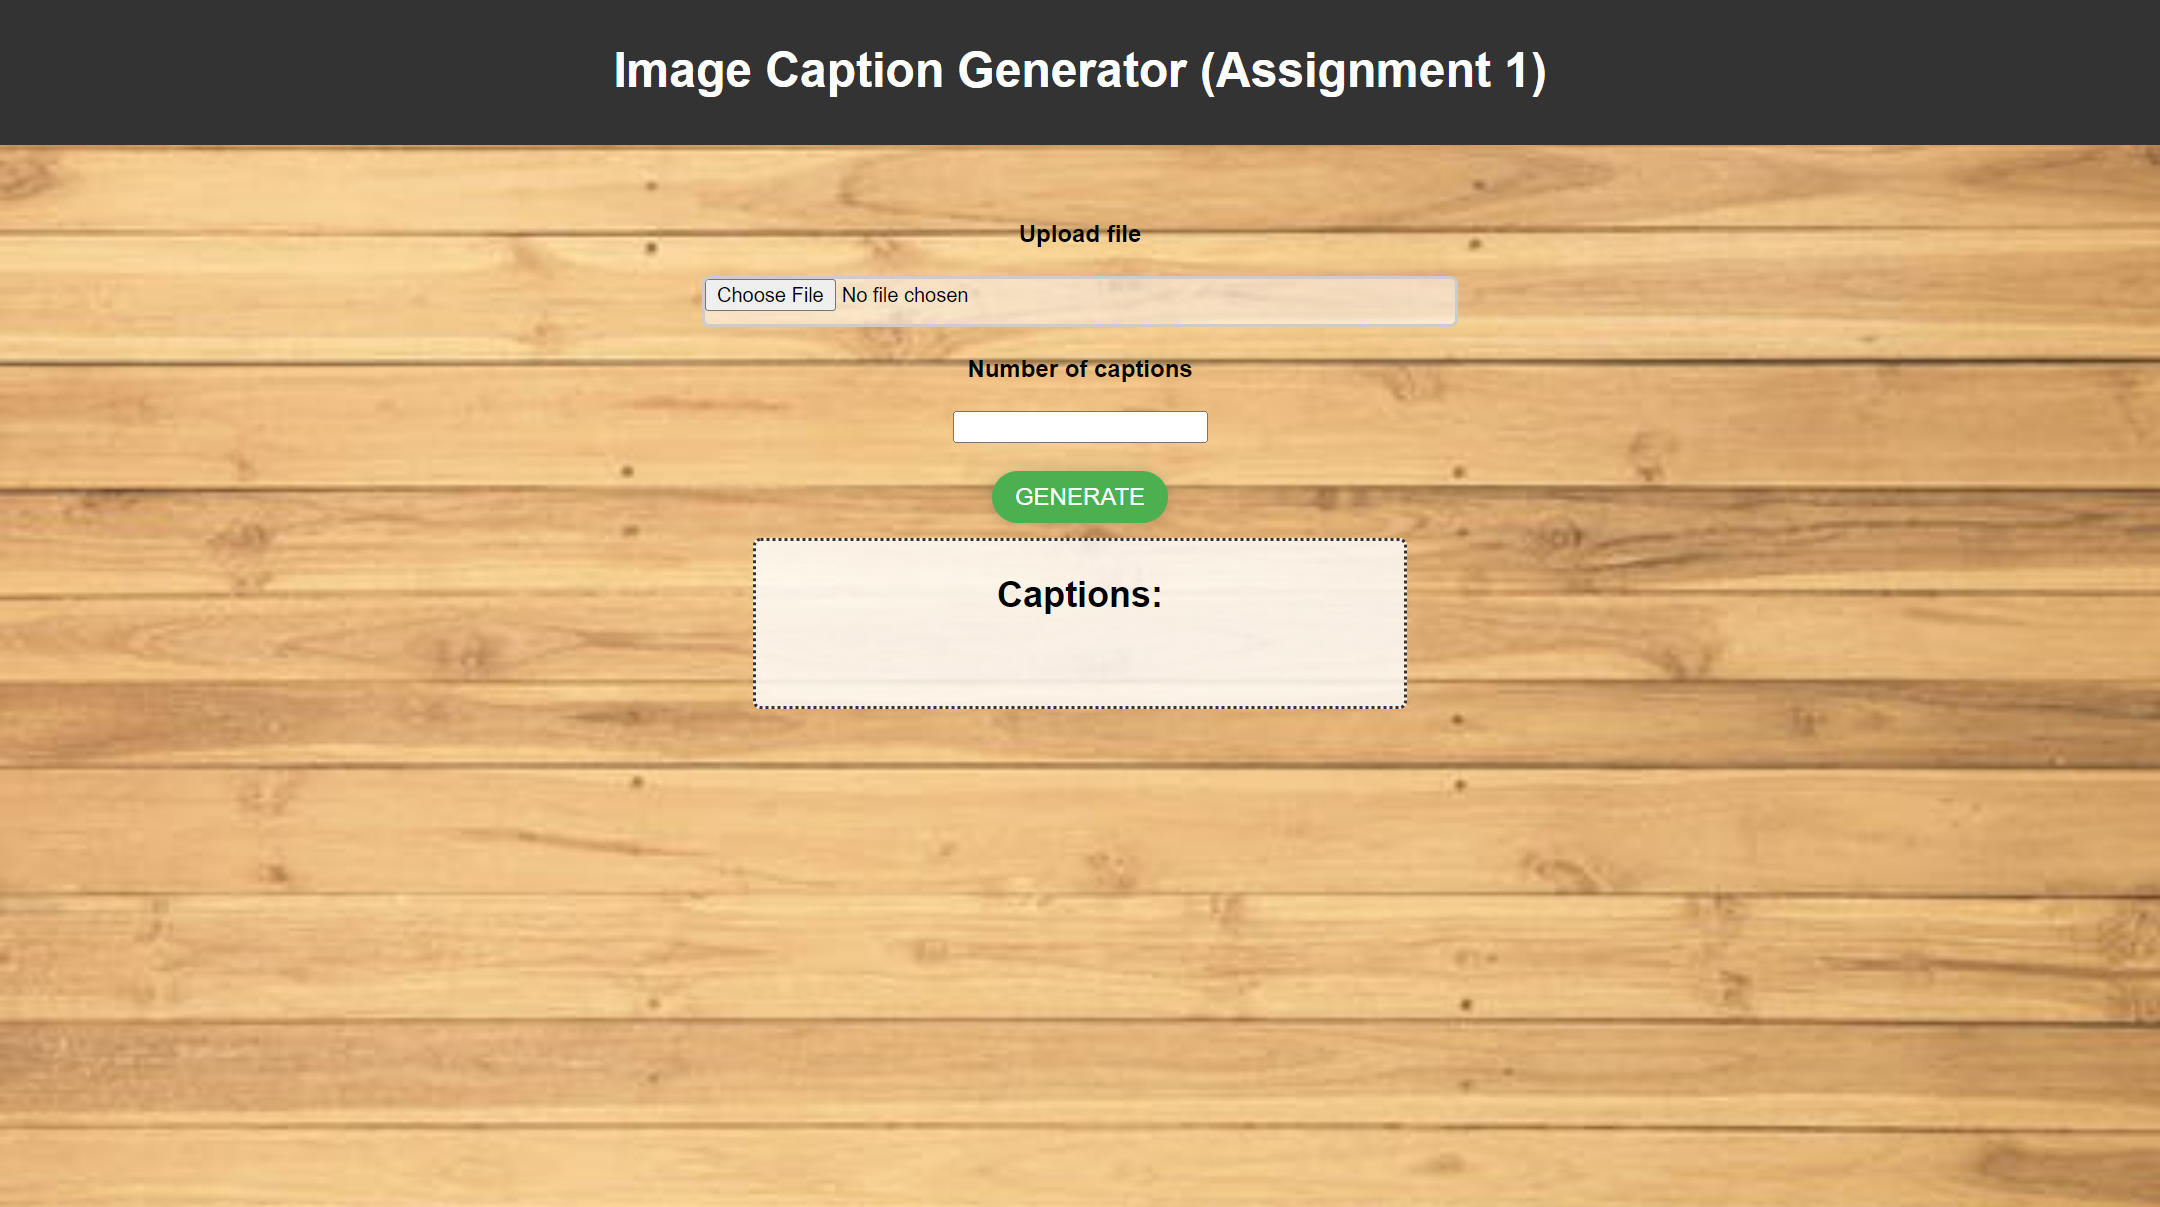 Image Caption Generator (Assignment 1)
Upload file
Choose File No file chosen
Number of captions
GENERATE
Captions: